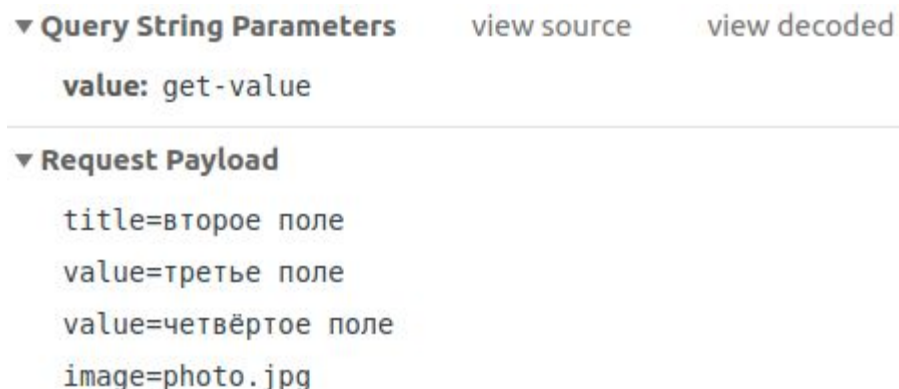 ▼ Query String Parameters view source view decoded
value: get-value
▼ Request Payload
title=второе поле
value=третье поле
value=четвёртое поле
image=photo.jpg